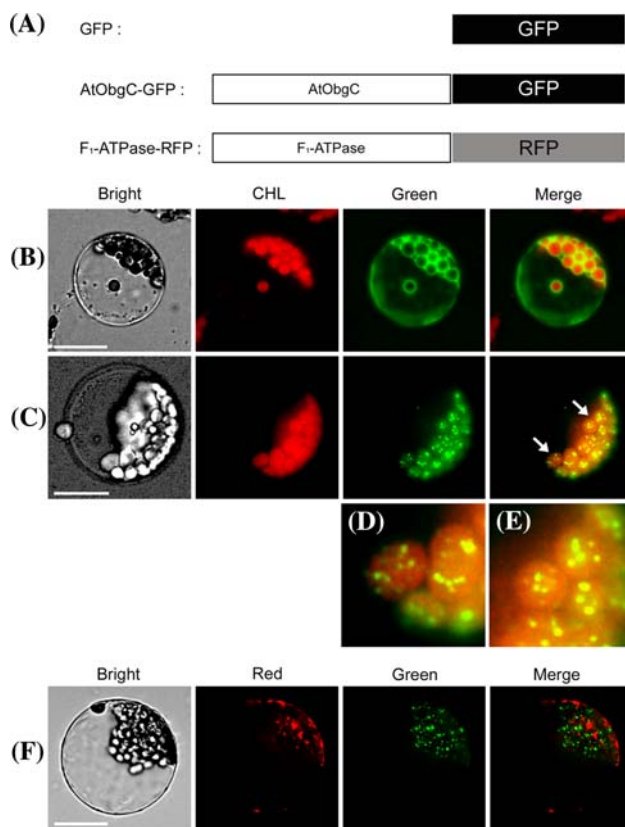 (A)
GFP :
GFP
AtObgC-GFP :
AtObgC
GFP
F₁-ATPase-RFP :
F₁-ATPase
RFP
Bright
CHL
Green
Merge
(B)
(C)
(D)
(E)
Bright
Red
Green
Merge
(F)